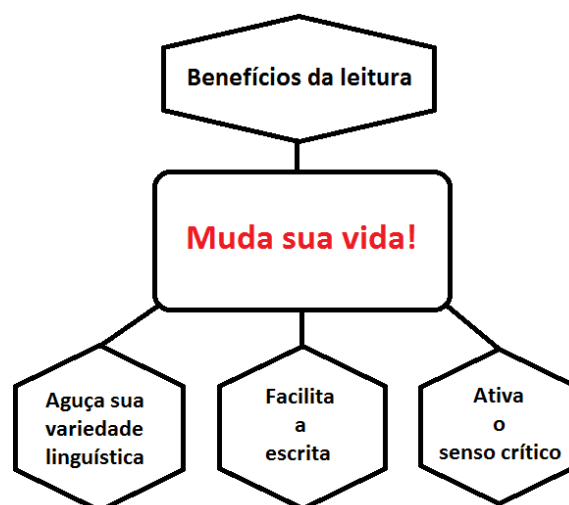 Benefícios da leitura
Muda sua vida!
Aguça sua
variedade
linguística
Facilita
a
escrita
Ativa
o
senso crítico